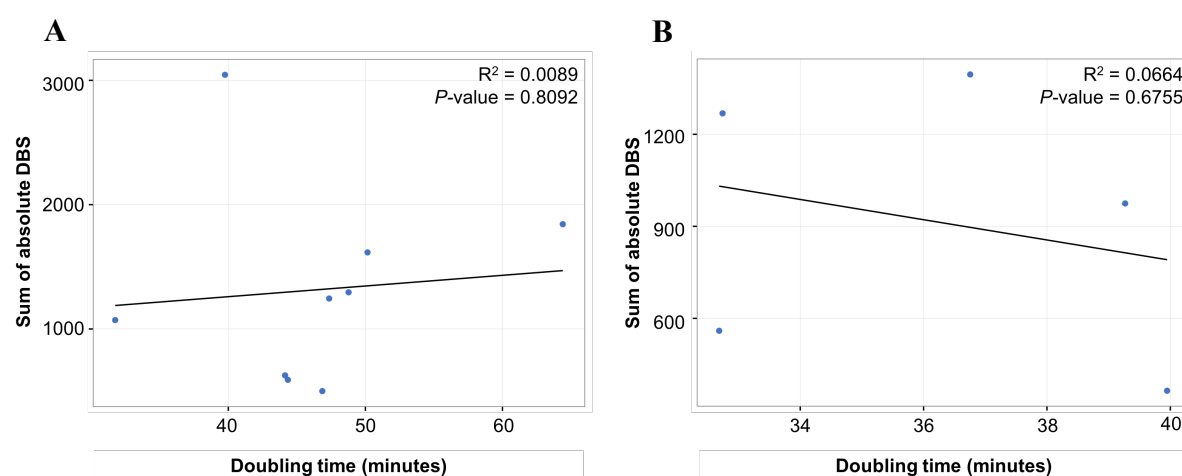 A
R² = 0.0089
P-value = 0.8092
Sum of absolute DBS
3000
2000
1000
40
50
60
Doubling time (minutes)
B
R² = 0.0664
P-value = 0.6755
Sum of absolute DBS
1200
900
600
34
36
38
40
Doubling time (minutes)